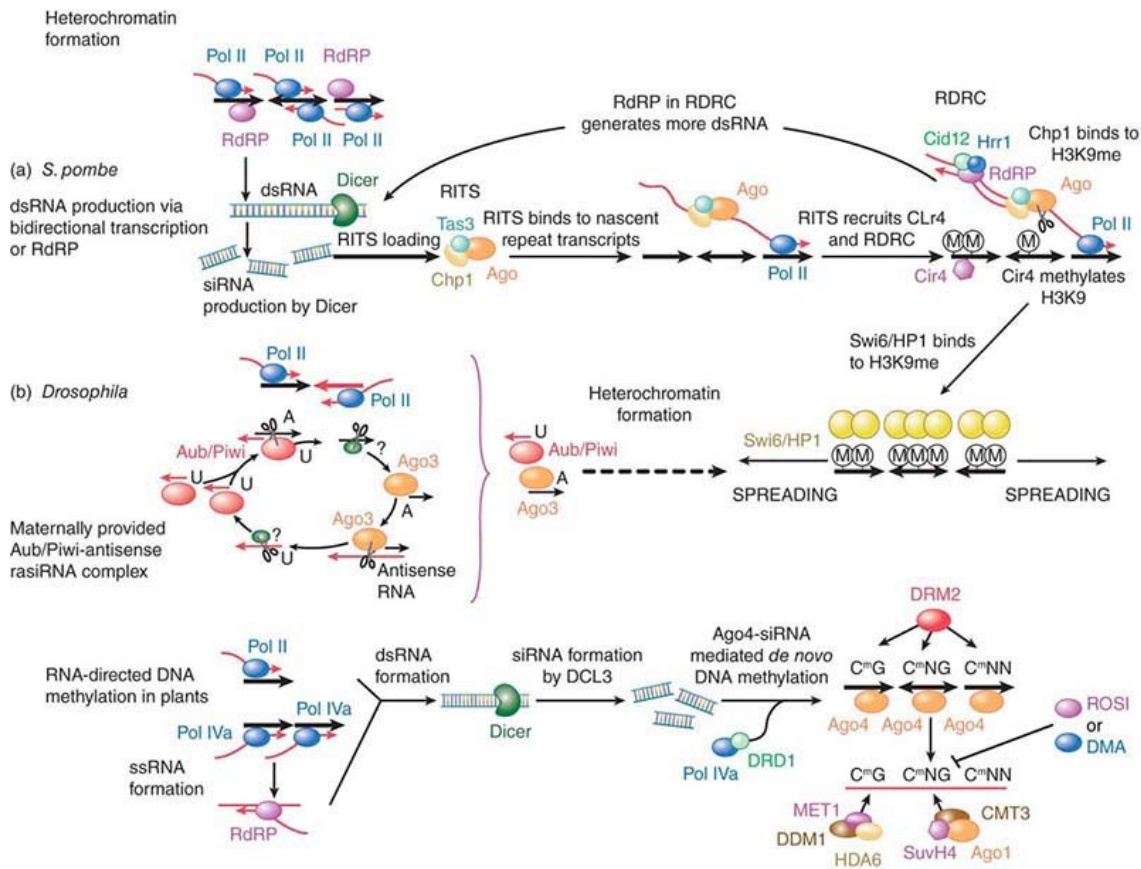 Heterochromatin
formation
Pol II
Pol II
RdRP
RdRP
Pol II
Pol II
RdRP in RDRC
generates more dsRNA
RDRC
Cid12
Hrr1
RdRP
Chp1 binds to
H3K9me
Ago
Pol II
(a) S. pombe
dsRNA production via
bidirectional transcription
or RdRP
dsRNA
Dicer
siRNA
production by Dicer
RITS loading
RITS
Tas3
Chp1
Ago
RITS binds to nascent
repeat transcripts
Ago
Pol II
RITS recruits CLr4
and RDRC
M M
M
Cir4
Cir4 methylates
H3K9
Swi6/HP1 binds
to H3K9me
(b) Drosophila
Pol II
Pol II
Aub/Piwi
A
U
?
U
U
Ago3
A
Ago3
?
U
Antisense
RNA
Maternally provided
Aub/Piwi-antisense
rasiRNA complex
U
Aub/Piwi
A
Ago3
Heterochromatin
formation
Swi6/HP1
M M M M M M M
SPREADING
SPREADING
RNA-directed DNA
methylation in plants
Pol II
Pol IVa
Pol IVa
ssRNA
formation
RdRP
dsRNA
formation
Dicer
siRNA formation
by DCL3
Ago4-siRNA
mediated de novo
DNA methylation
Pol IVa
DRD1
DRM2
CmG CmNG CmNN
Ago4 Ago4 Ago4
ROSI
or
DMA
CmG CmNG CmNN
MET1
DDM1
HDA6
CMT3
SuvH4
Ago1